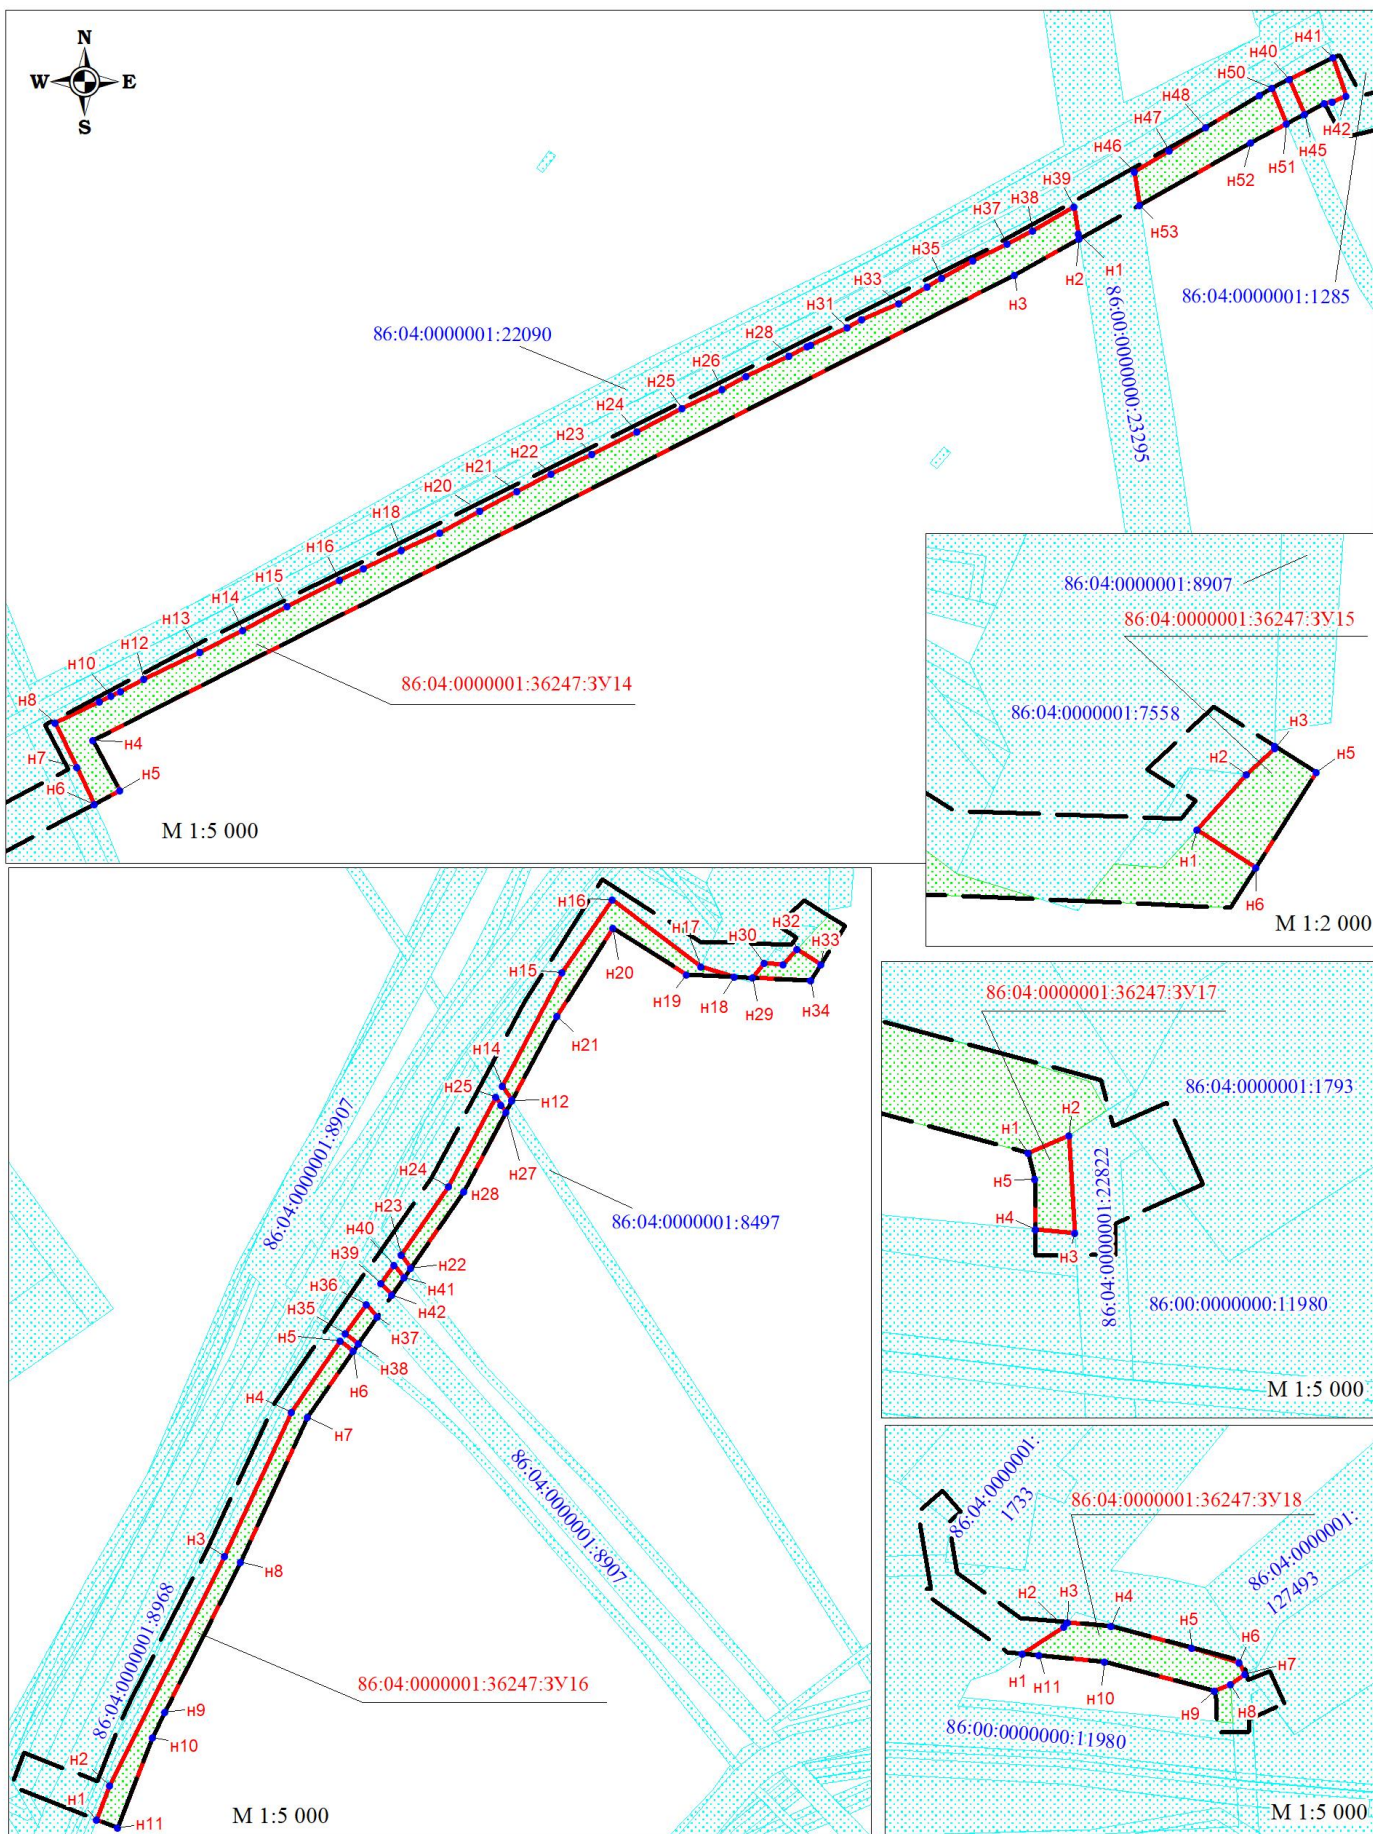 N
W E
S
н41
н40
н50
н48
н47
н42
н46
н45
н51
н39
н52
н38
н37
н53
н35
н1
н33
н2
86:04:0000001:1285
н3
н31
86:04:0000001:22090
н28
86:00:0000000:23295
н26
н25
н24
н23
н22
н21
н20
н18
н16
н15
н14
н13
н12
н10
86:04:0000001:36247:ЗУ14
н8
н4
н7
н5
н6
М 1:5 000
86:04:0000001:8907
86:04:0000001:36247:ЗУ15
86:04:0000001:7558
н3
н2
н5
н1
н6
М 1:2 000
н16
н32
н17
н30
н33
н15
н20
н19
н18
н29
н34
н21
н14
н25
н12
86:04:0000001:8907
н27
н24
н28
86:04:0000001:8497
н23
н40
н39
н22
н41
н36
н42
н35
н5
н37
н38
н6
н4
н7
86:04:0000001:8907
н3
н8
86:04:0000001:8968
86:04:0000001:36247:ЗУ16
н9
н10
н2
н1
н11
М 1:5 000
86:04:0000001:36247:ЗУ17
86:04:0000001:1793
н2
н1
н5
86:04:0000001:22822
н4
н3
86:00:0000000:11980
М 1:5 000
86:04:0000001:
1733
86:04:0000001:36247:ЗУ18
86:04:0000001:
127493
н2
н3
н4
н5
н6
н7
н1
н11
н10
н9
н8
86:00:0000000:11980
М 1:5 000